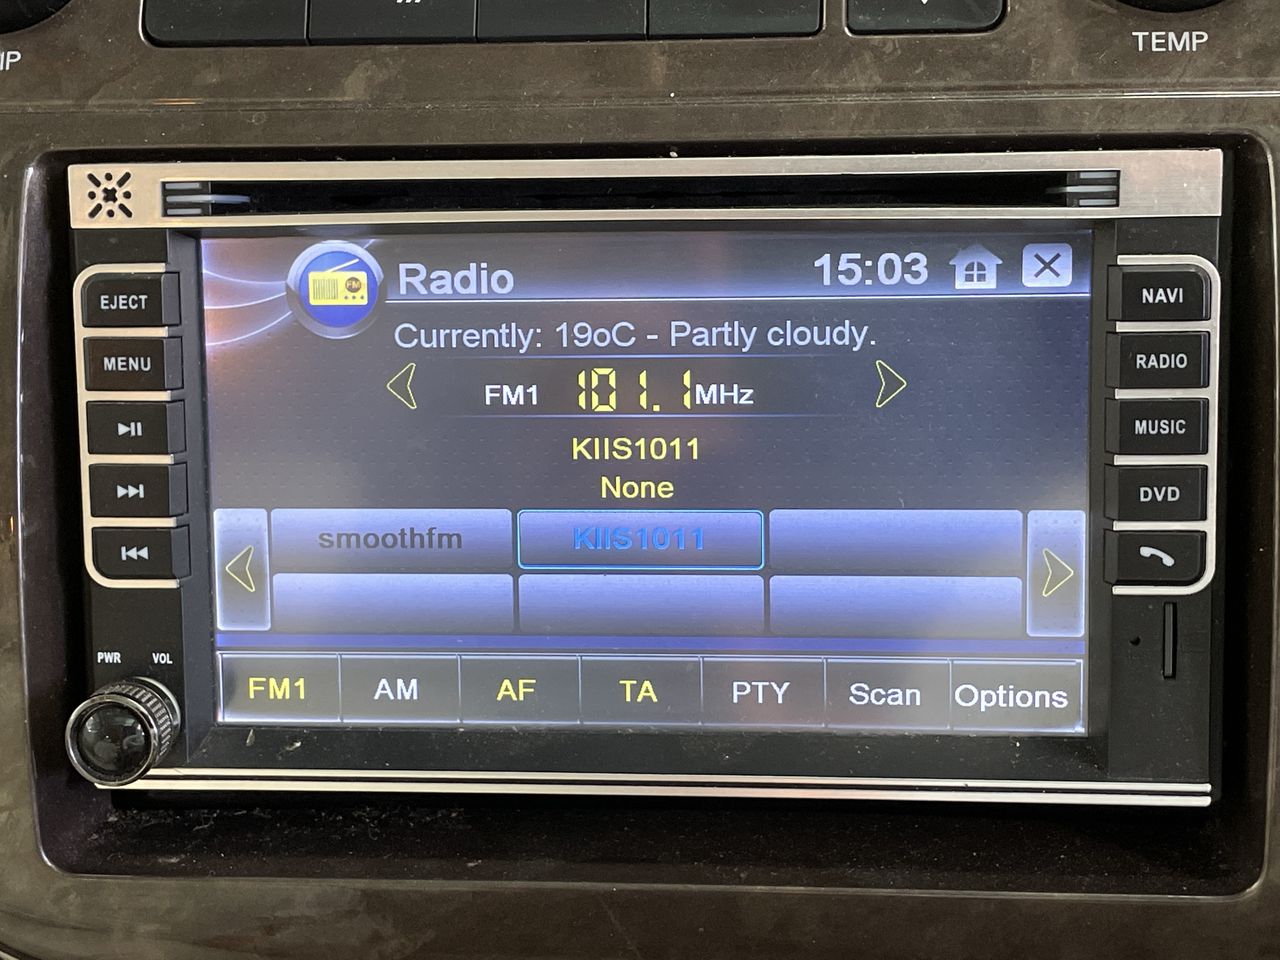 TEMP
Radio
15:03
Currently: 19oC - Partly cloudy.
FM1 101.1MHz
KIIS1011
None
smoothfm KIIS1011
FM1 AM AF TA PTY Scan Options
EJECT
MENU
PWR VOL
NAVI
RADIO
MUSIC
DVD